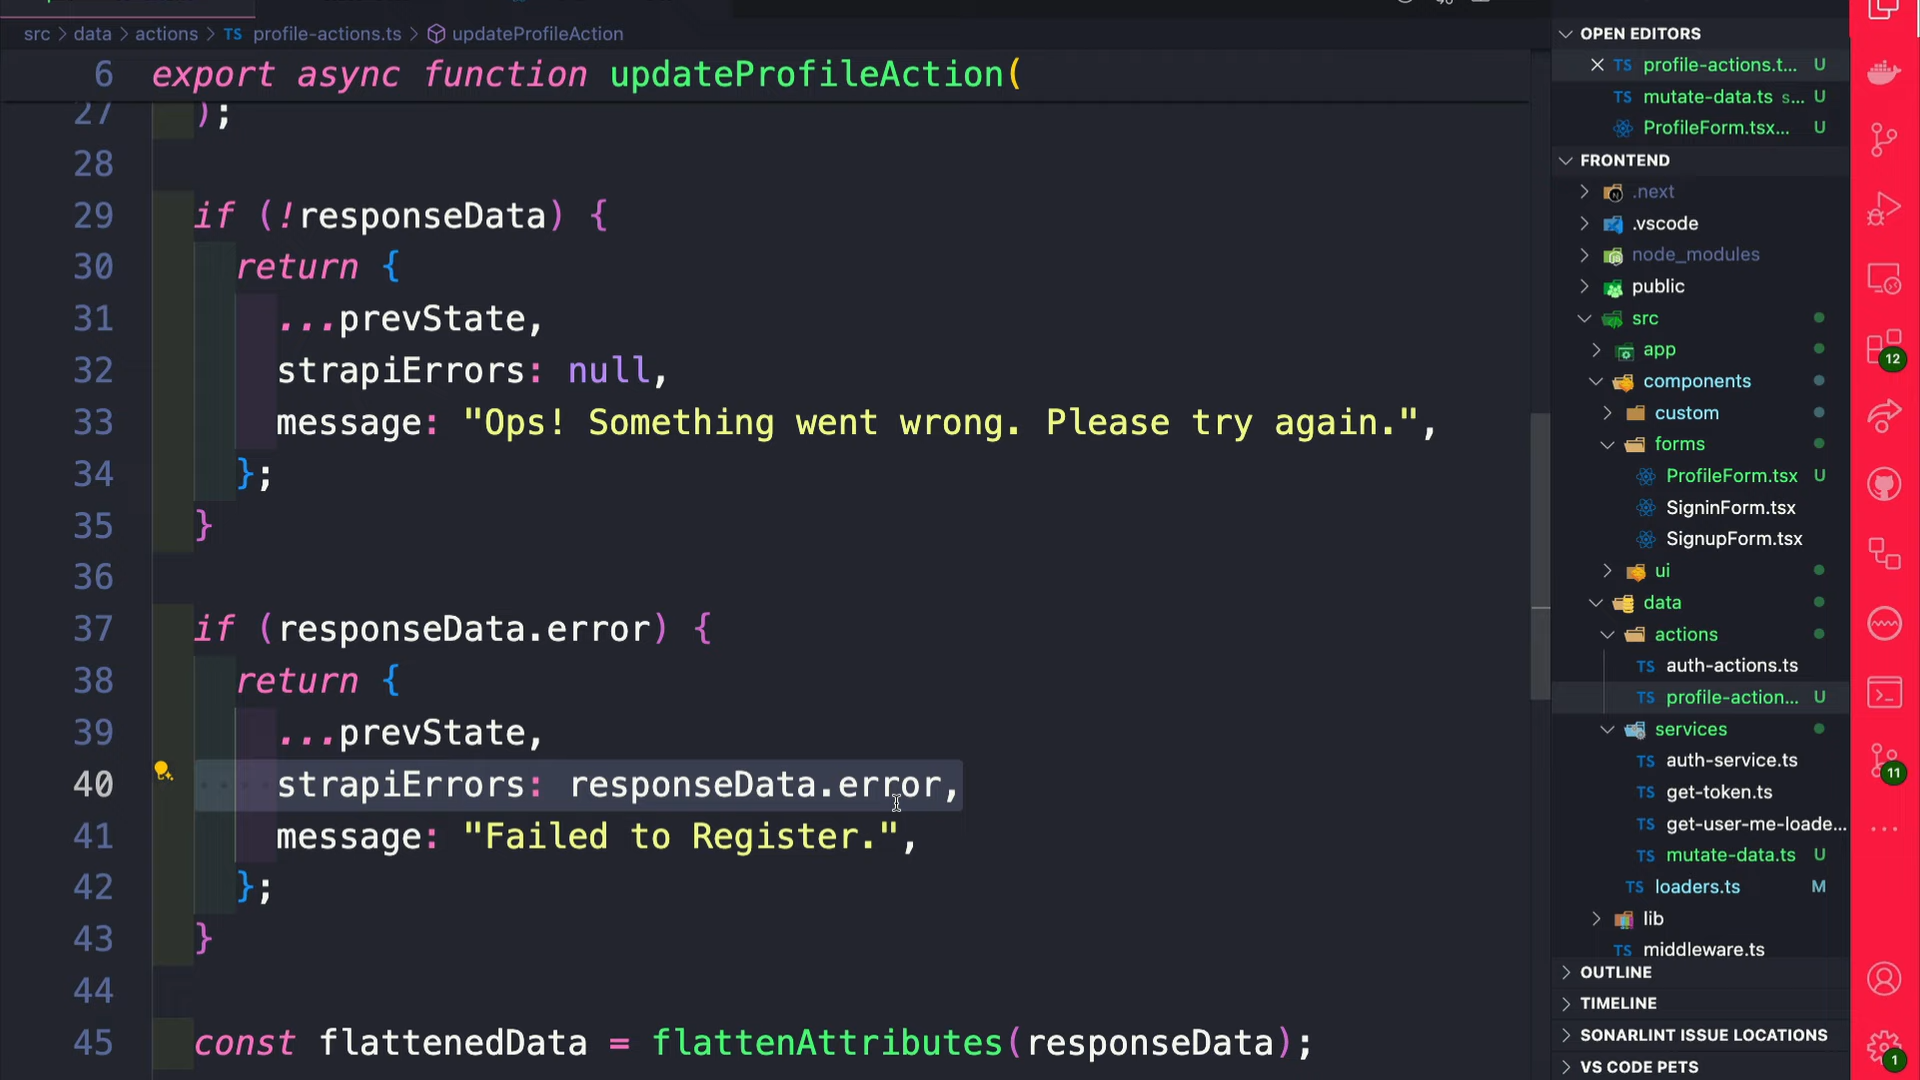 src > data > actions > TS profile-actions.ts > updateProfileAction
6 export async function updateProfileAction(
27 );
28
29 if (!responseData) {
30 return {
31 ...prevState,
32 strapiErrors: null,
33 message: "Ops! Something went wrong. Please try again.",
34 };
35 }
36
37 if (responseData.error) {
38 return {
39 ...prevState,
40 strapiErrors: responseData.error,
41 message: "Failed to Register.",
42 };
43 }
44
45 const flattenedData = flattenAttributes(responseData);
OPEN EDITORS
TS profile-actions.t... U
TS mutate-data.ts s... U
ProfileForm.tsx... U
FRONTEND
.next
.vscode
node_modules
public
src
app
components
custom
forms
ProfileForm.tsx U
SigninForm.tsx
SignupForm.tsx
ui
data
actions
TS auth-actions.ts
TS profile-action... U
services
TS auth-service.ts
TS get-token.ts
TS get-user-me-loade...
TS mutate-data.ts U
TS loaders.ts M
lib
TS middleware.ts
OUTLINE
TIMELINE
SONARLINT ISSUE LOCATIONS
VS CODE PETS
12
11
1